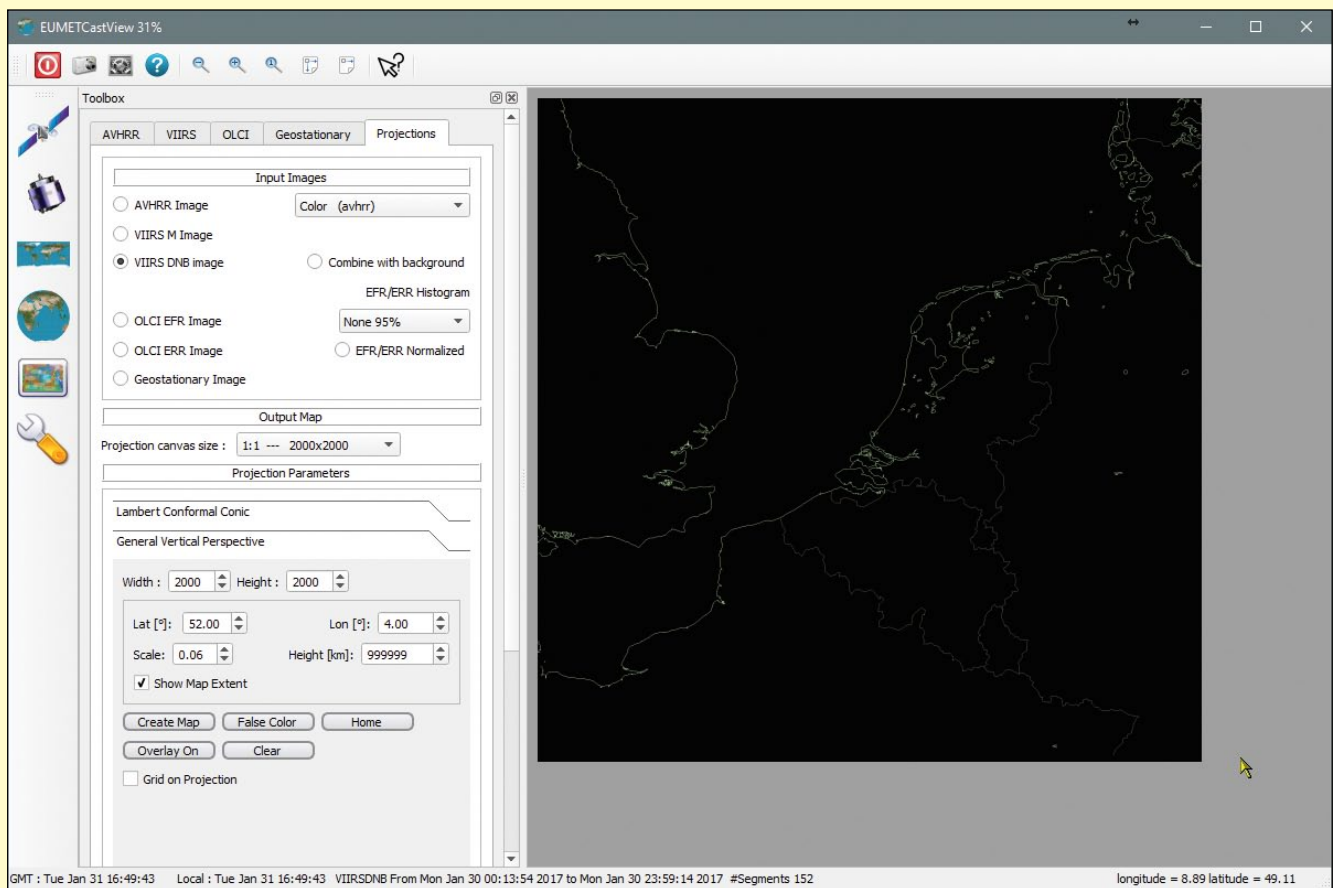 EUMETCastView 31%
Toolbox
AVHRR VIIRS OLCI Geostationary Projections
Input Images
AVHRR Image Color (avhrr)
VIIRS M Image
VIIRS DNB image Combine with background
EFR/ERR Histogram
OLCI EFR Image None 95%
OLCI ERR Image EFR/ERR Normalized
Geostationary Image
Output Map
Projection canvas size : 1:1 --- 2000x2000
Projection Parameters
Lambert Conformal Conic
General Vertical Perspective
Width : 2000 Height : 2000
Lat [º]: 52.00 Lon [º]: 4.00
Scale: 0.06 Height [km]: 999999
Show Map Extent
Create Map False Color Home
Overlay On Clear
Grid on Projection
GMT : Tue Jan 31 16:49:43 Local : Tue Jan 31 16:49:43 VIIRSDNB From Mon Jan 30 00:13:54 2017 to Mon Jan 30 23:59:14 2017 #Segments 152 longitude = 8.89 latitude = 49.11